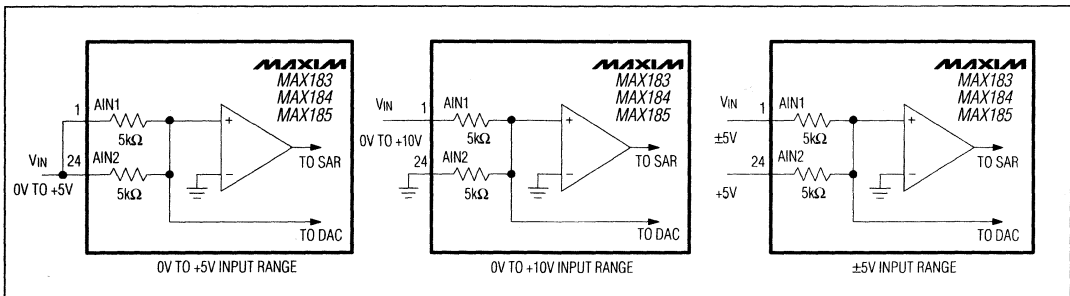 MAXIM
MAX183
MAX184
MAX185
1
AIN1
5kΩ
+
VIN
24
AIN2
0V TO +5V
5kΩ
−
TO SAR
TO DAC
0V TO +5V INPUT RANGE
MAXIM
MAX183
MAX184
MAX185
VIN
1
AIN1
0V TO +10V
5kΩ
+
24
AIN2
5kΩ
−
TO SAR
TO DAC
0V TO +10V INPUT RANGE
MAXIM
MAX183
MAX184
MAX185
VIN
1
AIN1
±5V
5kΩ
+
24
AIN2
+5V
5kΩ
−
TO SAR
TO DAC
±5V INPUT RANGE